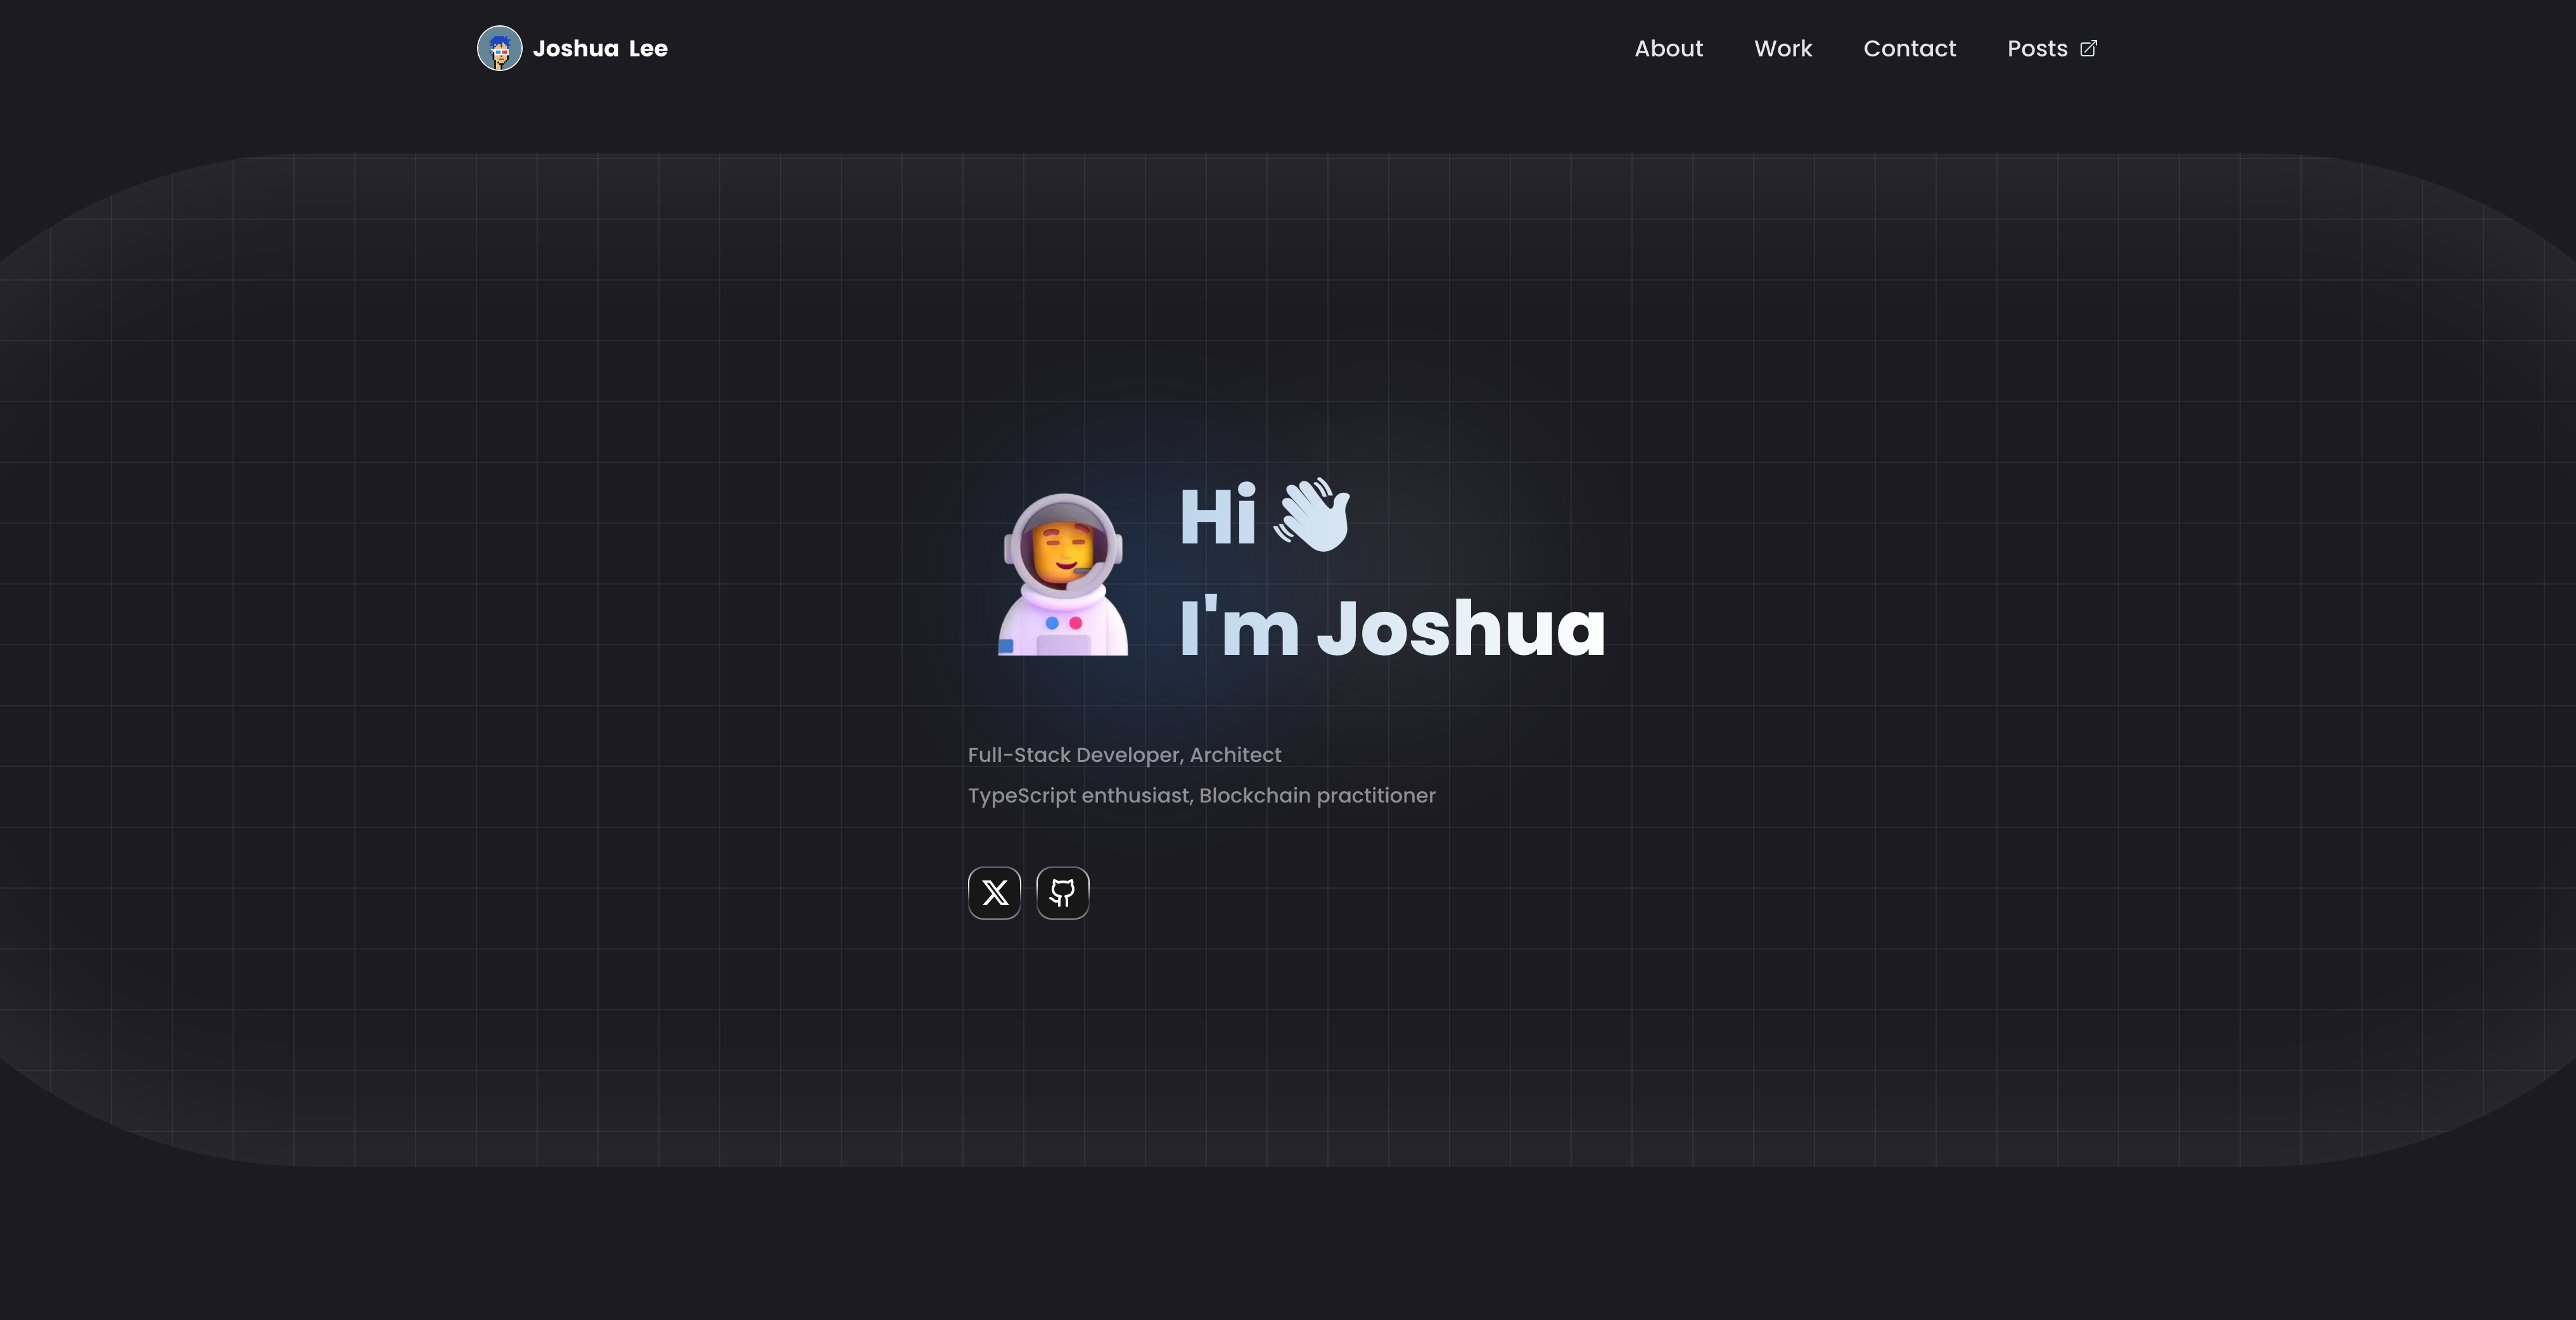 Joshua Lee
About Work Contact Posts
Hi 👋
I'm Joshua
Full-Stack Developer, Architect
TypeScript enthusiast, Blockchain practitioner